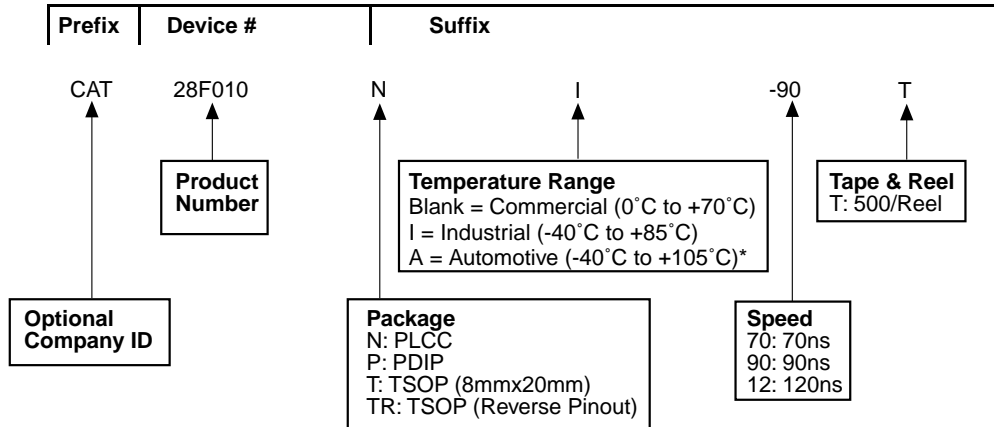 Prefix Device # Suffix
CAT 28F010 N I -90 T
Product
Number
Temperature Range
Blank = Commercial (0˚C to +70˚C)
I = Industrial (-40˚C to +85˚C)
A = Automotive (-40˚C to +105˚C)*
Tape & Reel
T: 500/Reel
Optional
Company ID
Package
N: PLCC
P: PDIP
T: TSOP (8mmx20mm)
TR: TSOP (Reverse Pinout)
Speed
70: 70ns
90: 90ns
12: 120ns